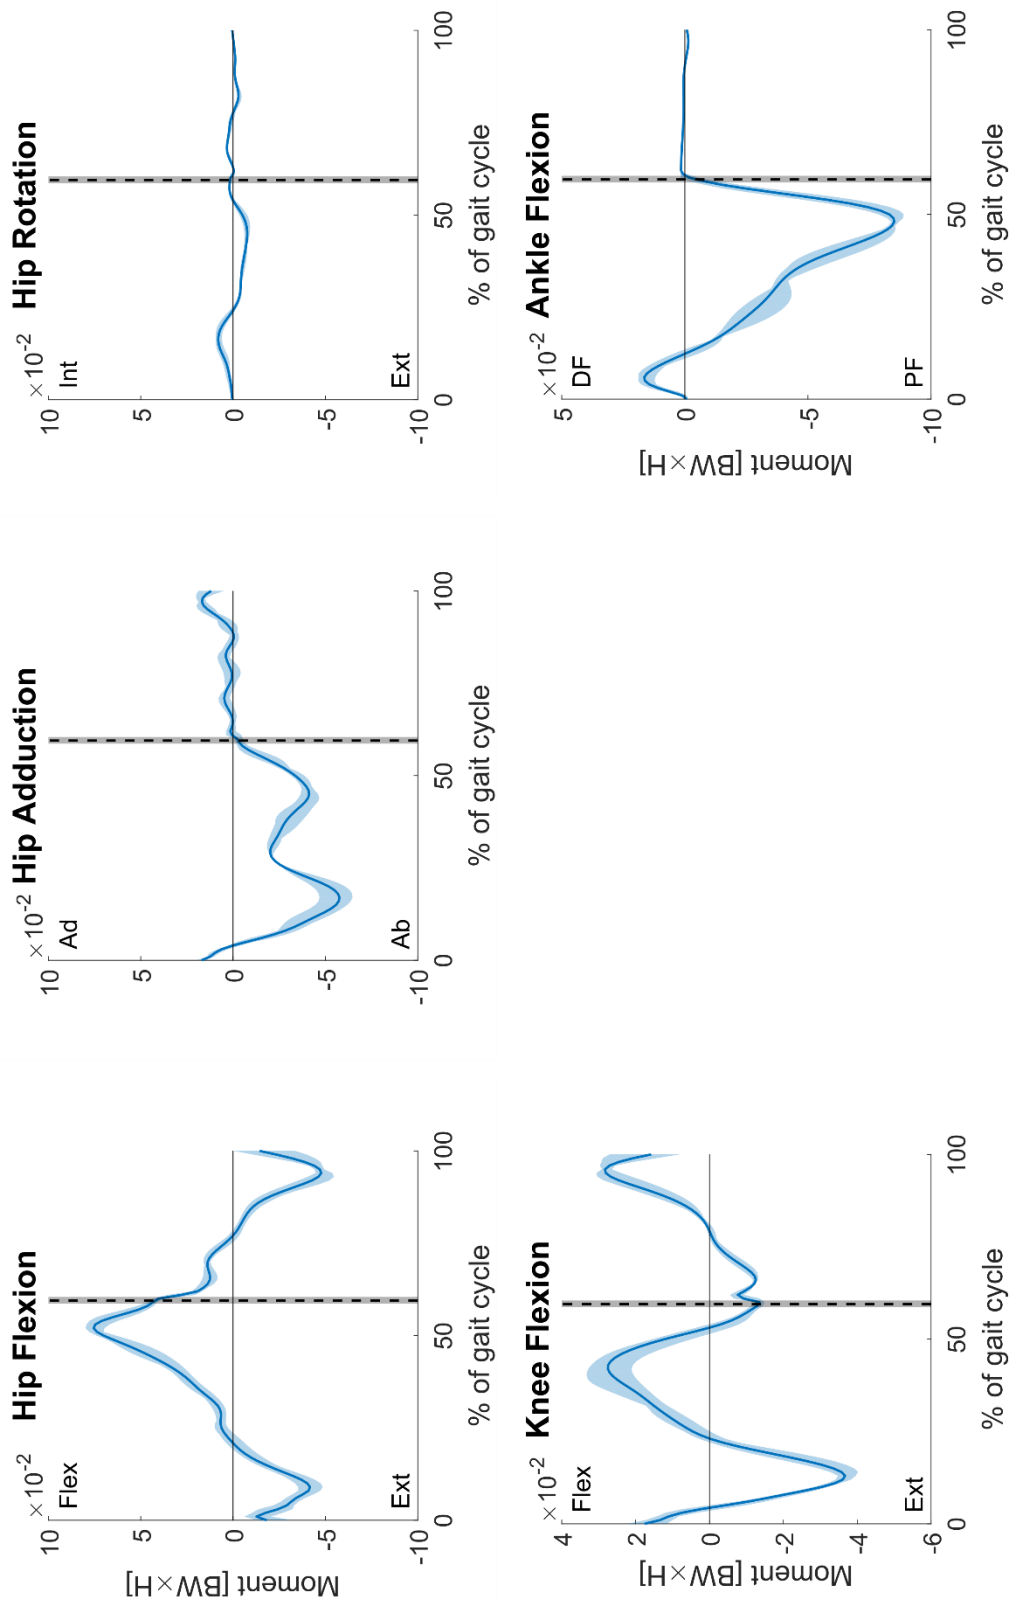 Hip Flexion
×10-2
10
5
0
-5
-10
Flex
Ext
Moment [BW×H]
0
50
100
% of gait cycle
Hip Adduction
×10-2
10
5
0
-5
-10
Ad
Ab
0
50
100
% of gait cycle
Hip Rotation
×10-2
10
5
0
-5
-10
Int
Ext
0
50
100
% of gait cycle
Knee Flexion
×10-2
4
2
0
-2
-4
-6
Flex
Ext
Moment [BW×H]
0
50
100
% of gait cycle
Ankle Flexion
×10-2
5
0
-5
-10
DF
PF
Moment [BW×H]
0
50
100
% of gait cycle